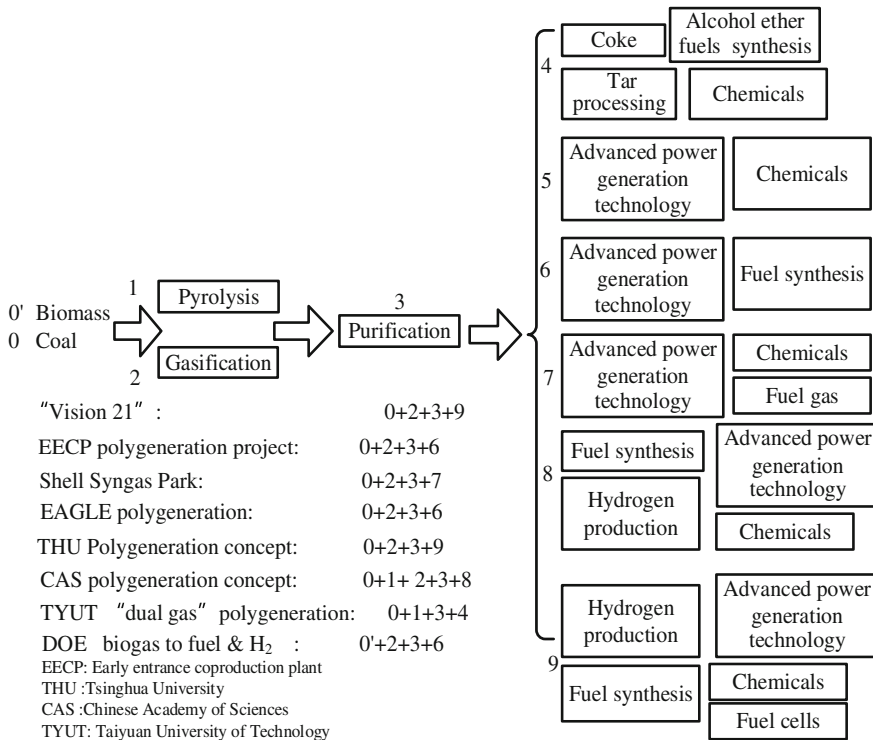 0' Biomass
0 Coal
1
Pyrolysis
Gasification
2
3
Purification
4
Coke
Alcohol ether
fuels synthesis
Tar
processing
Chemicals
5
Advanced power
generation
technology
Chemicals
6
Advanced power
generation
technology
Fuel synthesis
7
Advanced power
generation
technology
Chemicals
Fuel gas
8
Fuel synthesis
Advanced power
generation
technology
Hydrogen
production
Chemicals
9
Hydrogen
production
Advanced power
generation
technology
Fuel synthesis
Chemicals
Fuel cells
"Vision 21" : 0+2+3+9
EECP polygeneration project: 0+2+3+6
Shell Syngas Park: 0+2+3+7
EAGLE polygeneration: 0+2+3+6
THU Polygeneration concept: 0+2+3+9
CAS polygeneration concept: 0+1+ 2+3+8
TYUT "dual gas" polygeneration: 0+1+3+4
DOE biogas to fuel & H₂ : 0'+2+3+6
EECP: Early entrance coproduction plant
THU :Tsinghua University
CAS :Chinese Academy of Sciences
TYUT: Taiyuan University of Technology